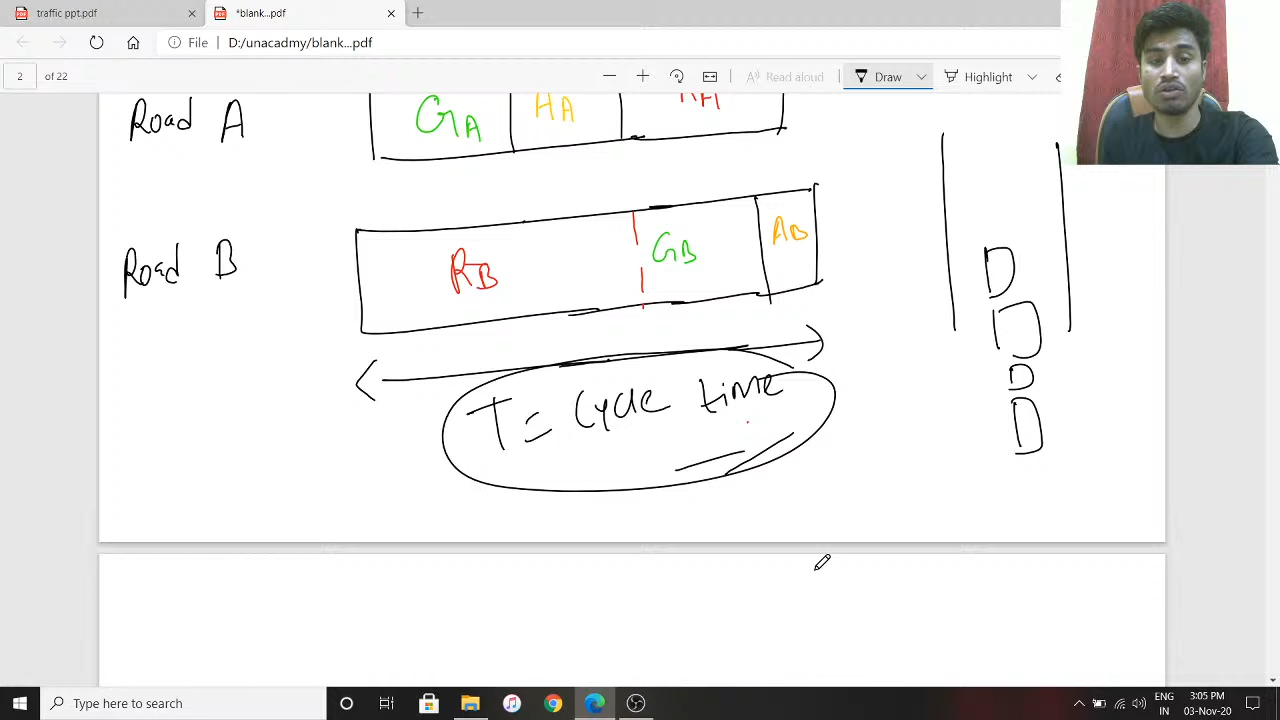 traffic ppt.pdf
*blank...pdf
File D:/unacadmy/blank...pdf
2 of 22
Read aloud Draw Highlight
Road A
GA AA RA
Road B
RB GB AB
T = Cycle time
Type here to search
ENG 3:05 PM
IN 03-Nov-20